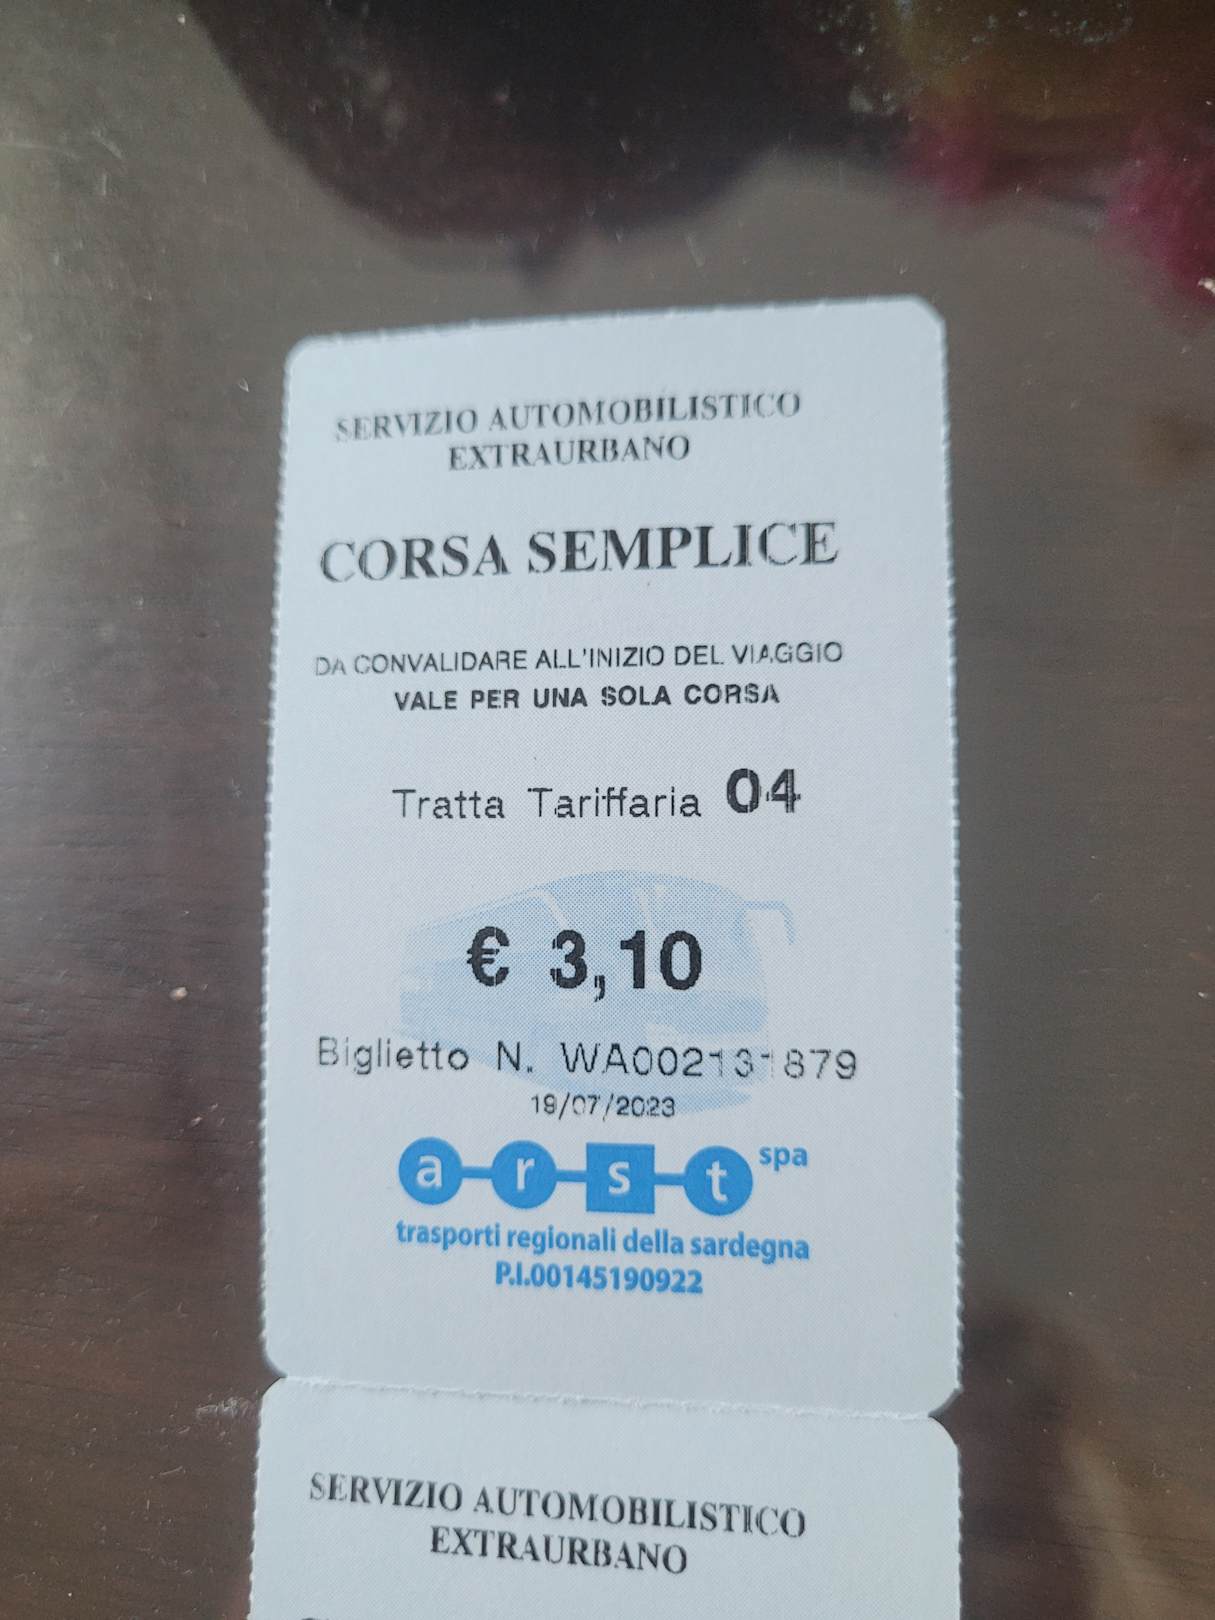 SERVIZIO AUTOMOBILISTICO
EXTRAURBANO
CORSA SEMPLICE
DA CONVALIDARE ALL'INIZIO DEL VIAGGIO
VALE PER UNA SOLA CORSA
Tratta Tariffaria 04
€ 3,10
Biglietto N. WA002131879
19/07/2023
arst spa
trasporti regionali della sardegna
P.I.00145190922
SERVIZIO AUTOMOBILISTICO
EXTRAURBANO